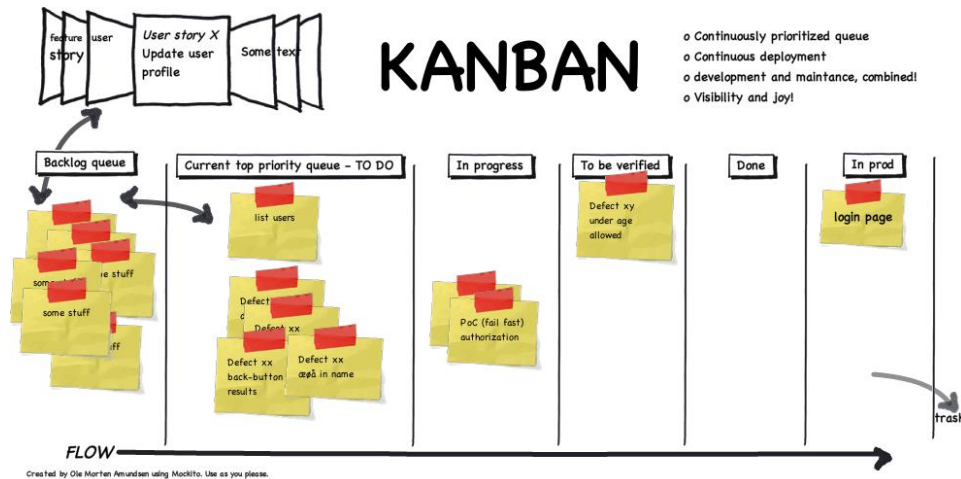 feature
story
user
User story X
Update user
profile
Some text
KANBAN
o Continuously prioritized queue
o Continuous deployment
o development and maintance, combined!
o Visibility and joy!
Backlog queue
Current top priority queue - TO DO
In progress
To be verified
Done
In prod
list users
Defect xy
under age
allowed
login page
some
e stuff
some stuff
ff
Defect
Defect xx
Defect xx
back-button
results
Defect xx
æøå in name
PoC (fail fast)
authorization
trash
FLOW
Created by Ole Morten Amundsen using Mockito. Use as you please.